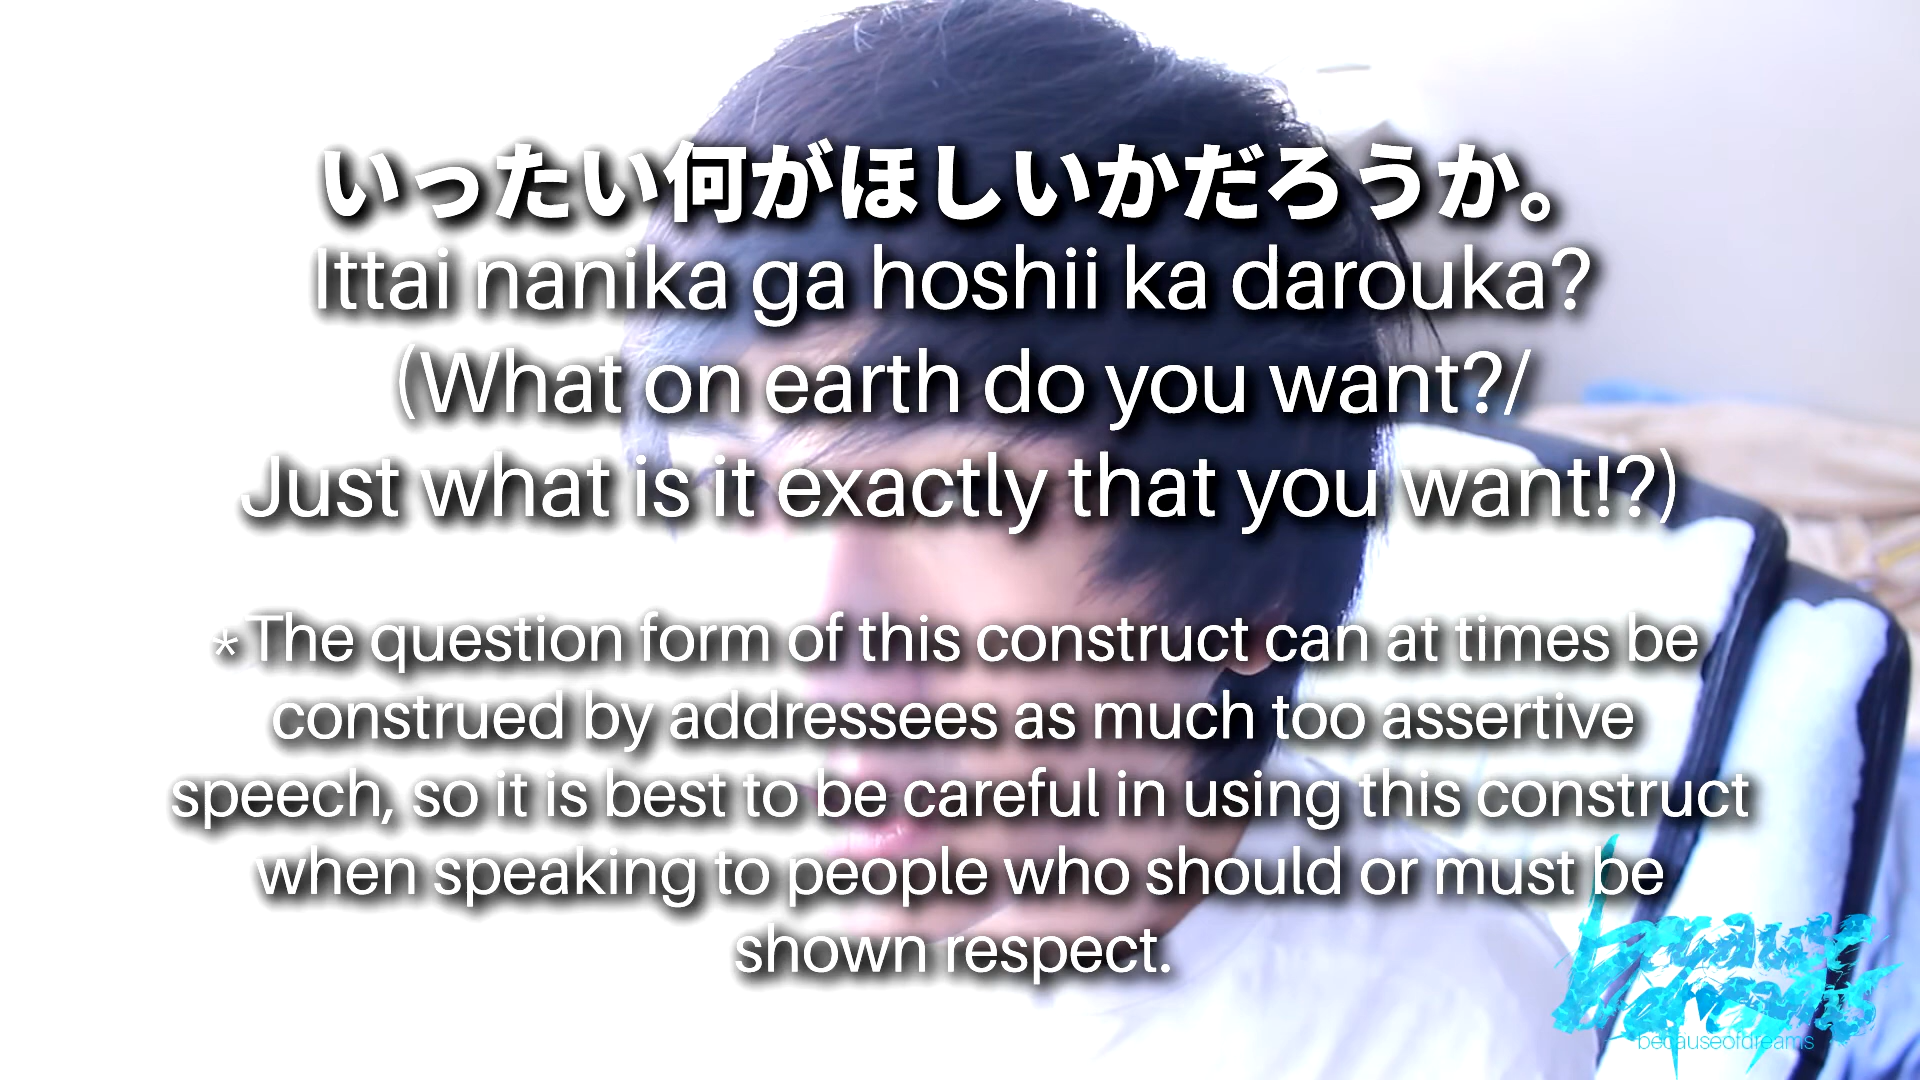 いったい何がほしいかだろうか。
Ittai nanika ga hoshii ka darouka?
(What on earth do you want?/
Just what is it exactly that you want!?)
*The question form of this construct can at times be
construed by addressees as much too assertive
speech, so it is best to be careful in using this construct
when speaking to people who should or must be
shown respect.
because
of dreams
becauseofdreams